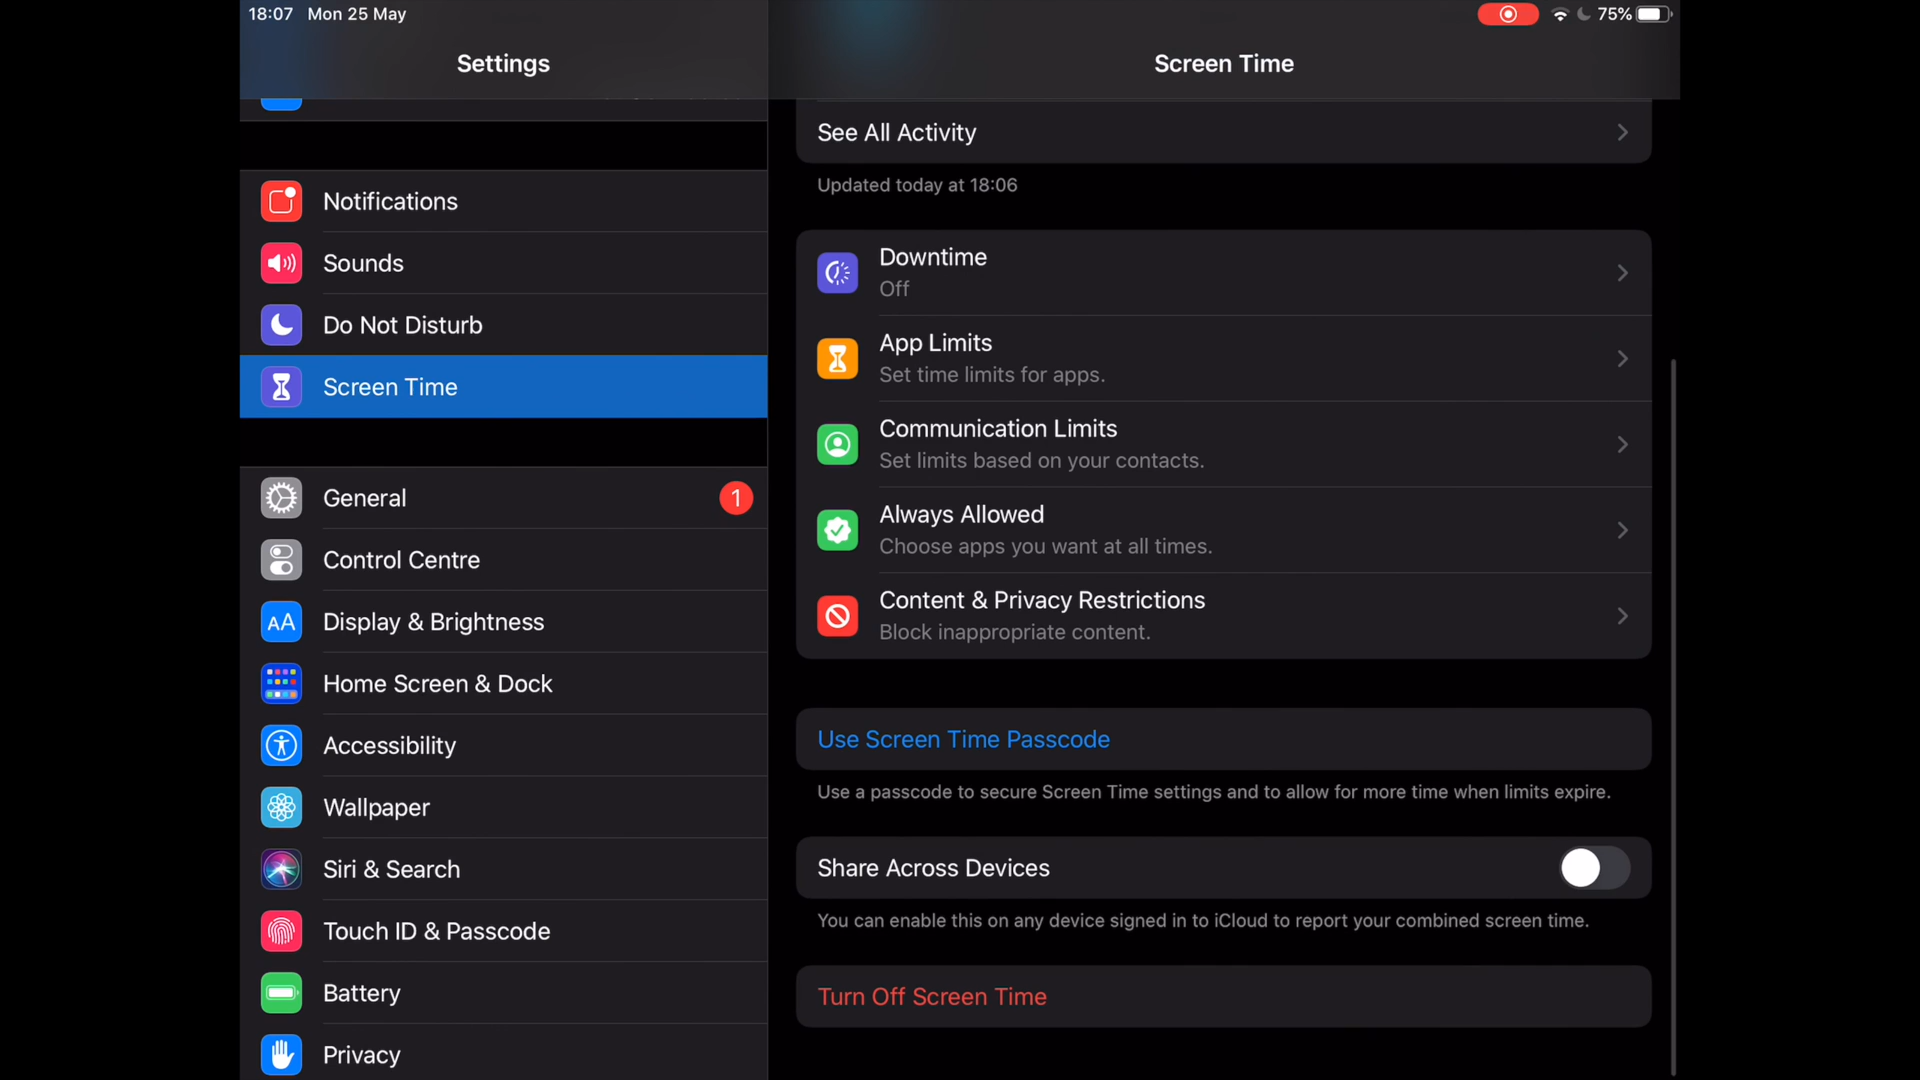 18:07 Mon 25 May
75%
Settings
Notifications
Sounds
Do Not Disturb
Screen Time
General
1
Control Centre
Display & Brightness
Home Screen & Dock
Accessibility
Wallpaper
Siri & Search
Touch ID & Passcode
Battery
Privacy
Screen Time
See All Activity
Updated today at 18:06
Downtime
Off
App Limits
Set time limits for apps.
Communication Limits
Set limits based on your contacts.
Always Allowed
Choose apps you want at all times.
Content & Privacy Restrictions
Block inappropriate content.
Use Screen Time Passcode
Use a passcode to secure Screen Time settings and to allow for more time when limits expire.
Share Across Devices
You can enable this on any device signed in to iCloud to report your combined screen time.
Turn Off Screen Time